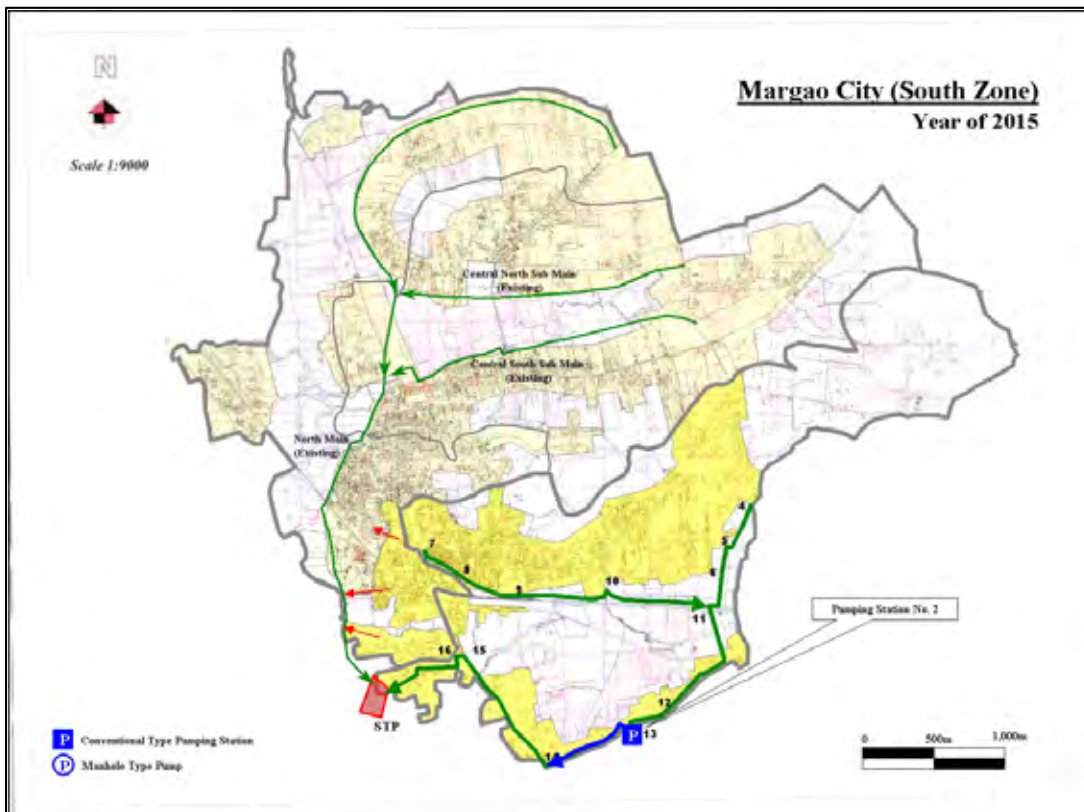 N
Scale 1:9000
Margao City (South Zone)
Year of 2015
Central North Sub Main
(Existing)
Central South Sub Main
(Existing)
North Main
(Existing)
4
5
6
7
8
9
10
11
Pumping Station No. 2
16
15
12
P
13
14
STP
P Conventional Type Pumping Station
P Manhole Type Pump
0 500m 1,000m